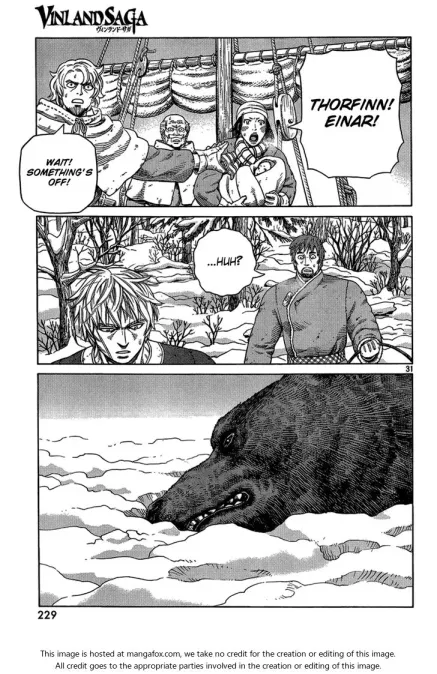 VINLAND SAGA
ヴィンランド・サガ
THORFINN!
EINAR!
WAIT!
SOMETHING'S
OFF!
...HUH?
31
229
This image is hosted at mangafox.com, we take no credit for the creation or editing of this image.
All credit goes to the appropriate parties involved in the creation or editing of this image.